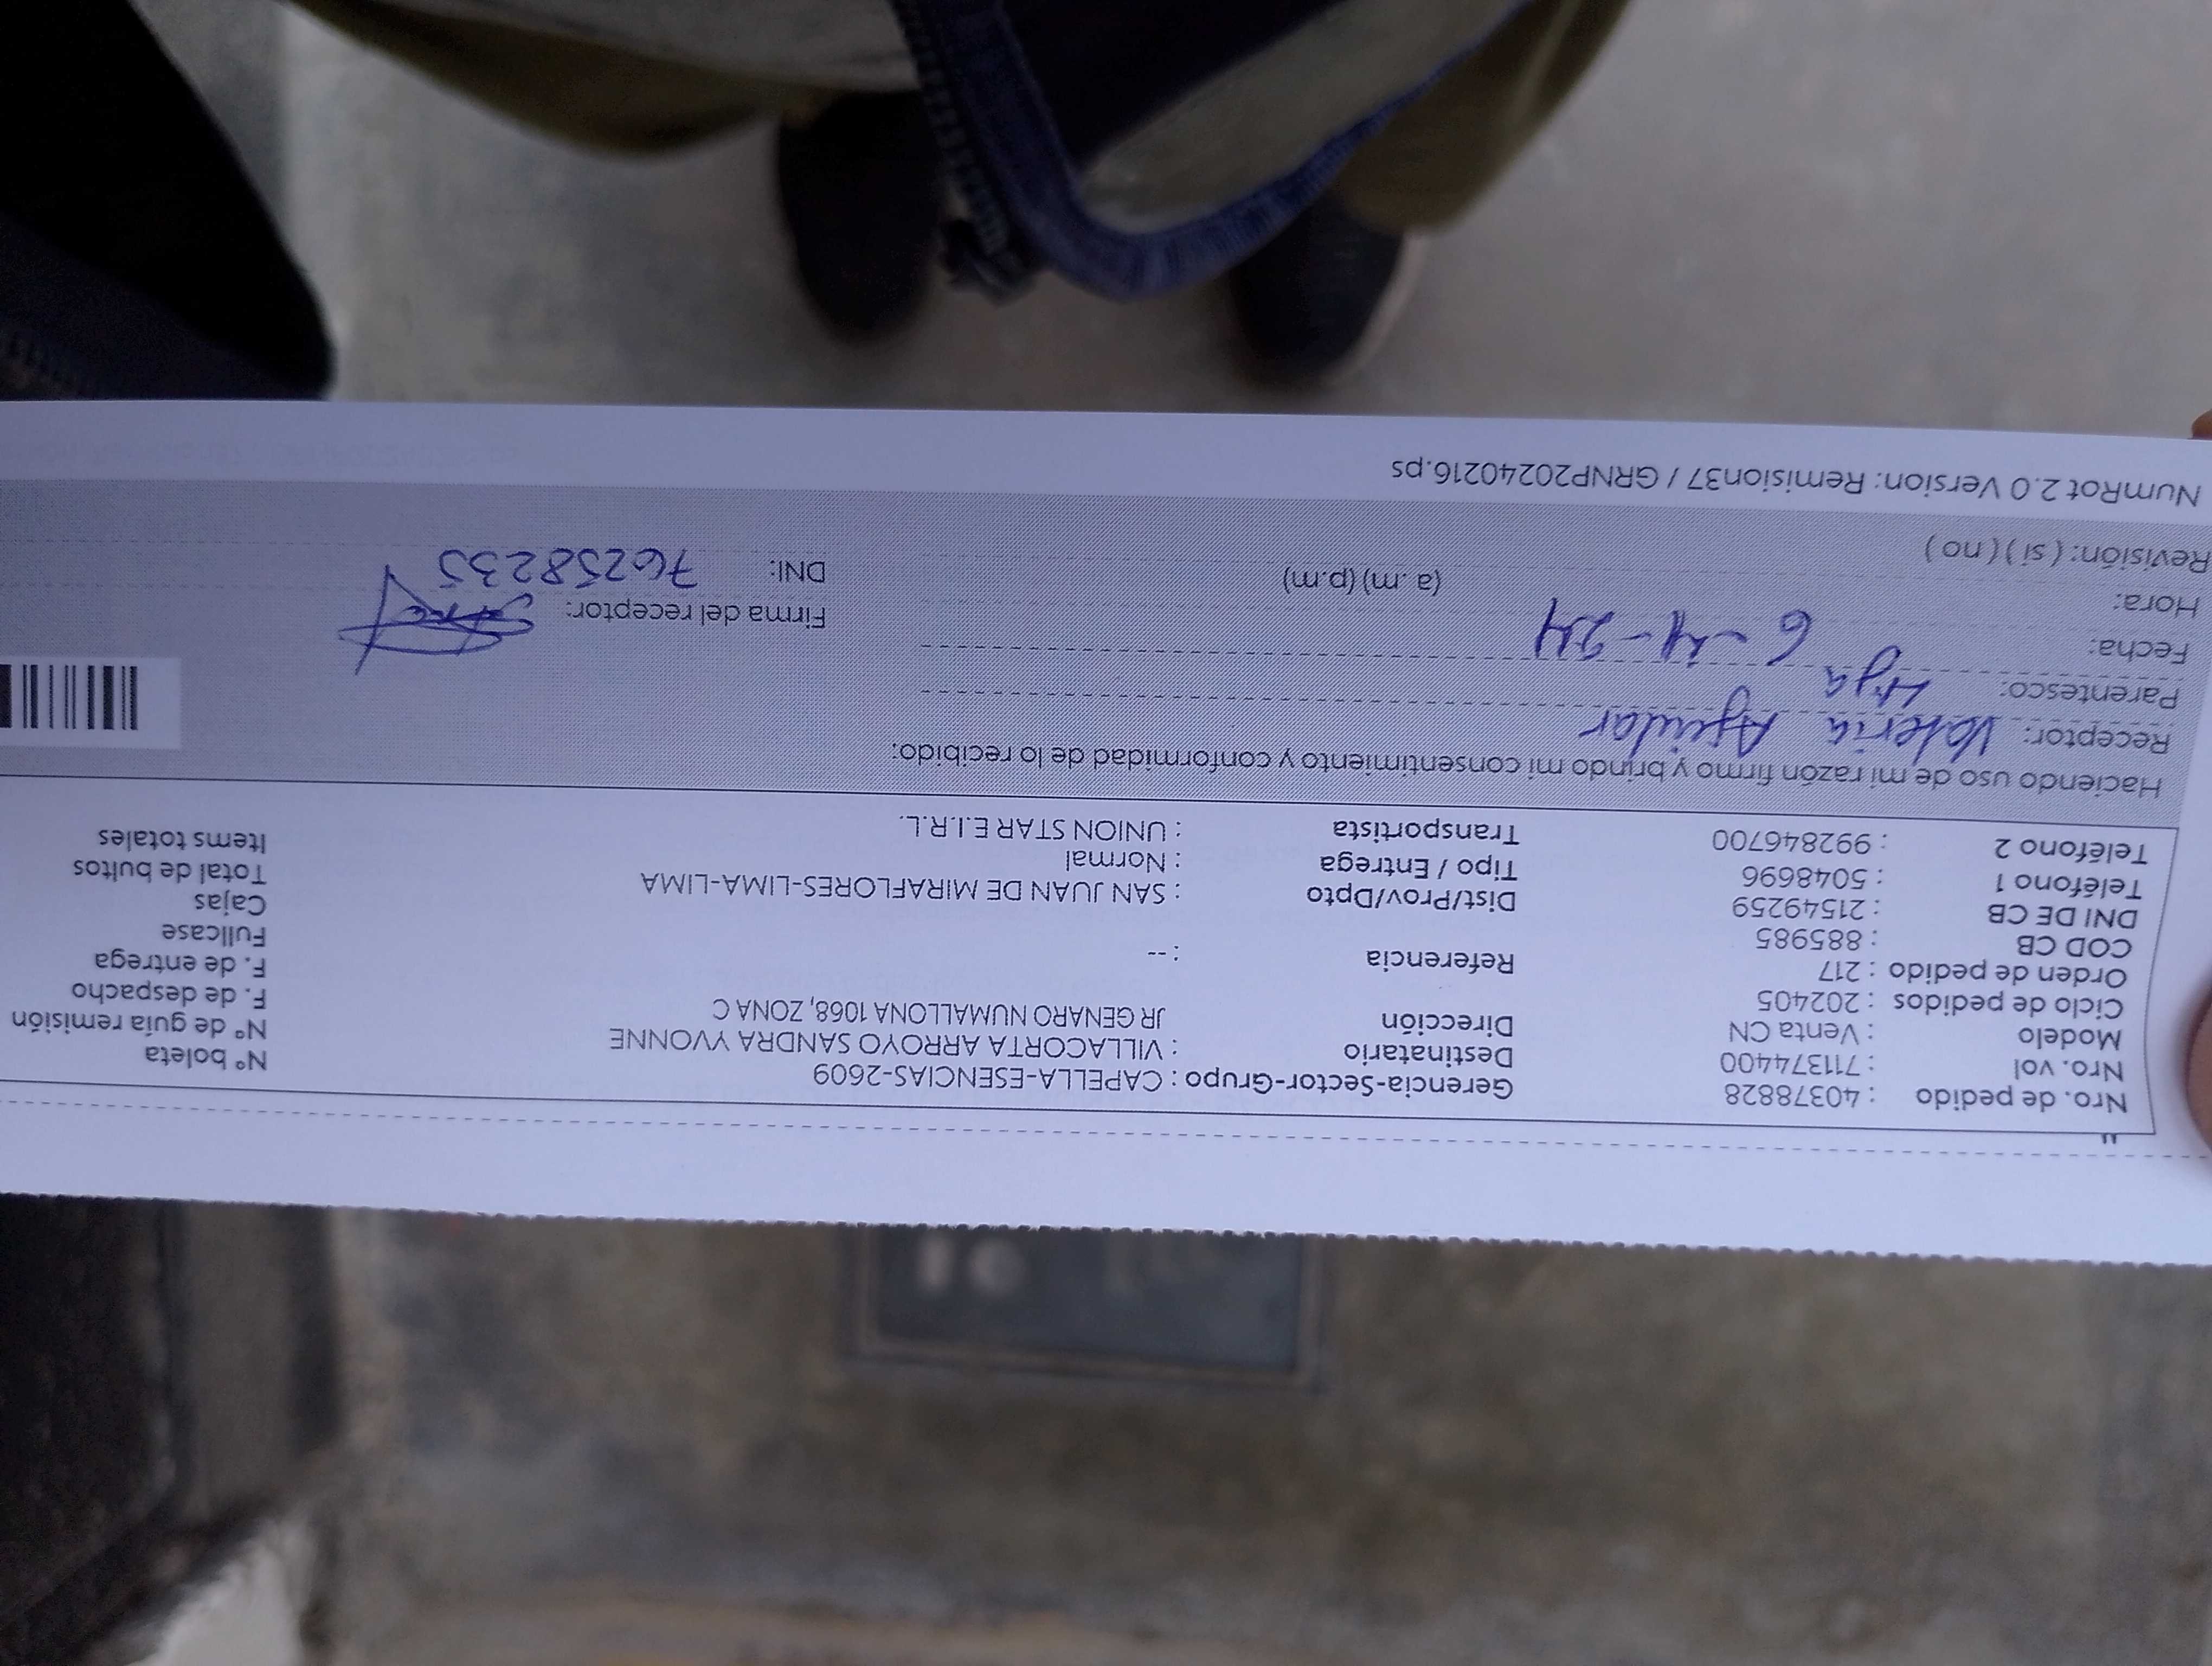 Nro. de pedido : 40378828 Gerencia-Sector-Grupo : CAPELLA-ESENCIAS-2609 N° boleta
Nro. vol : 711374400 Destinatario : VILLACORTA ARROYO SANDRA YVONNE N° de guía remisión
Modelo : Venta CN Dirección JR GENARO NUMALLONA 1068, ZONA C F. de despacho
Ciclo de pedidos : 202405 F. de entrega
Orden de pedido : 217 Referencia : -- Fullcase
COD CB : 885985 Cajas
DNI DE CB : 21549259 Dist/Prov/Dpto : SAN JUAN DE MIRAFLORES-LIMA-LIMA Total de bultos
Teléfono 1 : 5048696 Tipo / Entrega : Normal Items totales
Teléfono 2 : 992846700 Transportista : UNION STAR E.I.R.L.
Haciendo uso de mi razón firmo y brindo mi consentimiento y conformidad de lo recibido:
Receptor: Valeria Aguilar
Parentesco: Hija
Fecha: 6-4-24 Firma del receptor:
Hora: (a.m) (p.m) DNI: 76258235
Revisión: ( si ) ( no )
NumRot 2.0 Version: Remision37 / GRNP20240216.ps